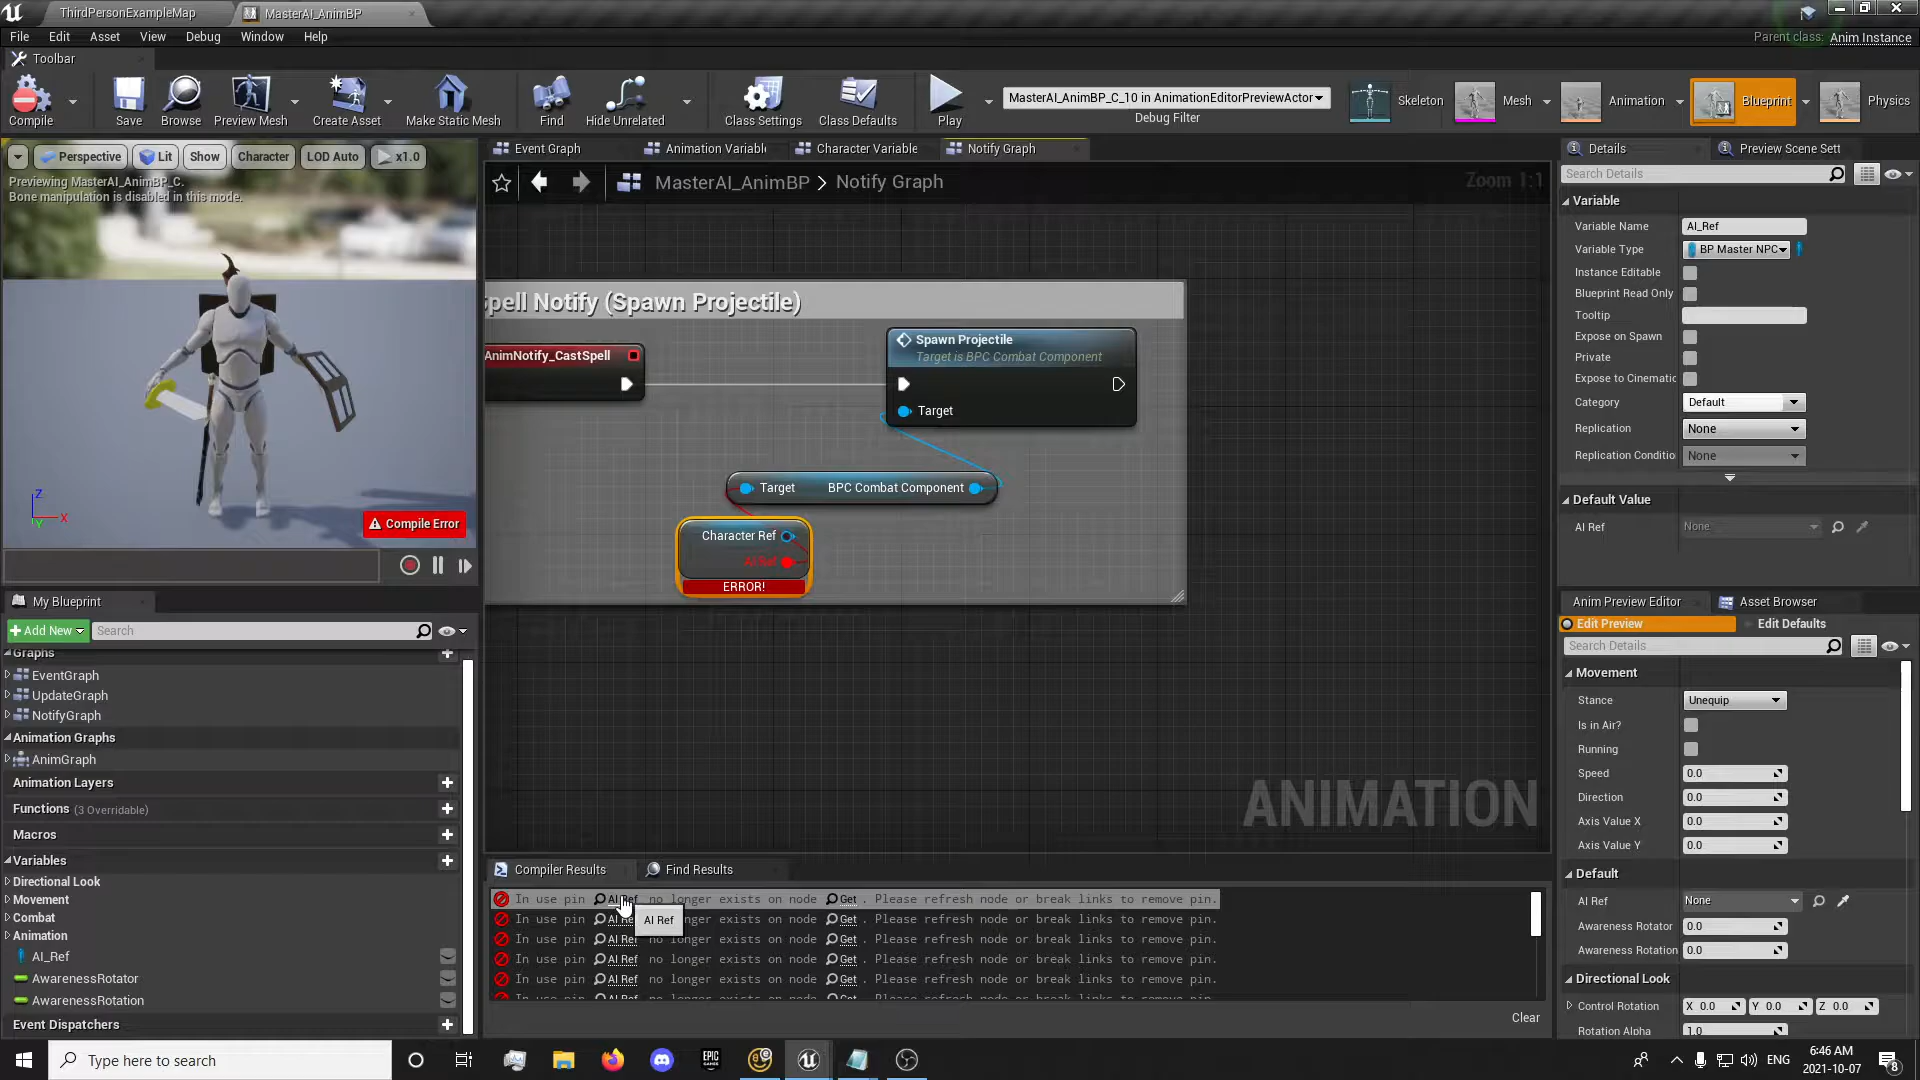 ThirdPersonExampleMap
MasterAI_AnimBP
File Edit Asset View Debug Window Help
Parent class: Anim Instance
Toolbar
Compile
Save
Browse
Preview Mesh
Create Asset
Make Static Mesh
Find
Hide Unrelated
Class Settings
Class Defaults
Play
MasterAI_AnimBP_C_10 in AnimationEditorPreviewActor
Debug Filter
Skeleton
Mesh
Animation
Blueprint
Physics
Perspective
Lit
Show
Character
LOD Auto
x1.0
Previewing MasterAI_AnimBP_C.
Bone manipulation is disabled in this mode.
Z
X
Y
Compile Error
Event Graph
Animation Variabl
Character Variable
Notify Graph
MasterAI_AnimBP > Notify Graph
Zoom 1:1
pell Notify (Spawn Projectile)
AnimNotify_CastSpell
Spawn Projectile
Target is BPC Combat Component
Target
Target BPC Combat Component
Character Ref
AI Ref
ERROR!
ANIMATION
My Blueprint
Add New
Search
Graphs
EventGraph
UpdateGraph
NotifyGraph
Animation Graphs
AnimGraph
Animation Layers
Functions (3 Overridable)
Macros
Variables
Directional Look
Movement
Combat
Animation
AI_Ref
AwarenessRotator
AwarenessRotation
Event Dispatchers
Compiler Results
Find Results
In use pin AI Ref no longer exists on node Get . Please refresh node or break links to remove pin.
In use pin AI Re no longer exists on node Get . Please refresh node or break links to remove pin.
In use pin AI Ref no longer exists on node Get . Please refresh node or break links to remove pin.
In use pin AI Ref no longer exists on node Get . Please refresh node or break links to remove pin.
In use pin AI Ref no longer exists on node Get . Please refresh node or break links to remove pin.
In use pin AI Ref no longer exists on node Get . Please refresh node or break links to remove pin.
AI Ref
Clear
Details
Preview Scene Sett
Search Details
Variable
Variable Name AI_Ref
Variable Type BP Master NPC
Instance Editable
Blueprint Read Only
Tooltip
Expose on Spawn
Private
Expose to Cinematic
Category Default
Replication None
Replication Conditio None
Default Value
AI Ref None
Anim Preview Editor
Asset Browser
Edit Preview
Edit Defaults
Search Details
Movement
Stance Unequip
Is in Air?
Running
Speed 0.0
Direction 0.0
Axis Value X 0.0
Axis Value Y 0.0
Default
AI Ref None
Awareness Rotator 0.0
Awareness Rotation 0.0
Directional Look
Control Rotation X 0.0 Y 0.0 Z 0.0
Rotation Alpha 1.0
Type here to search
EPIC
ENG
6:46 AM
2021-10-07
8